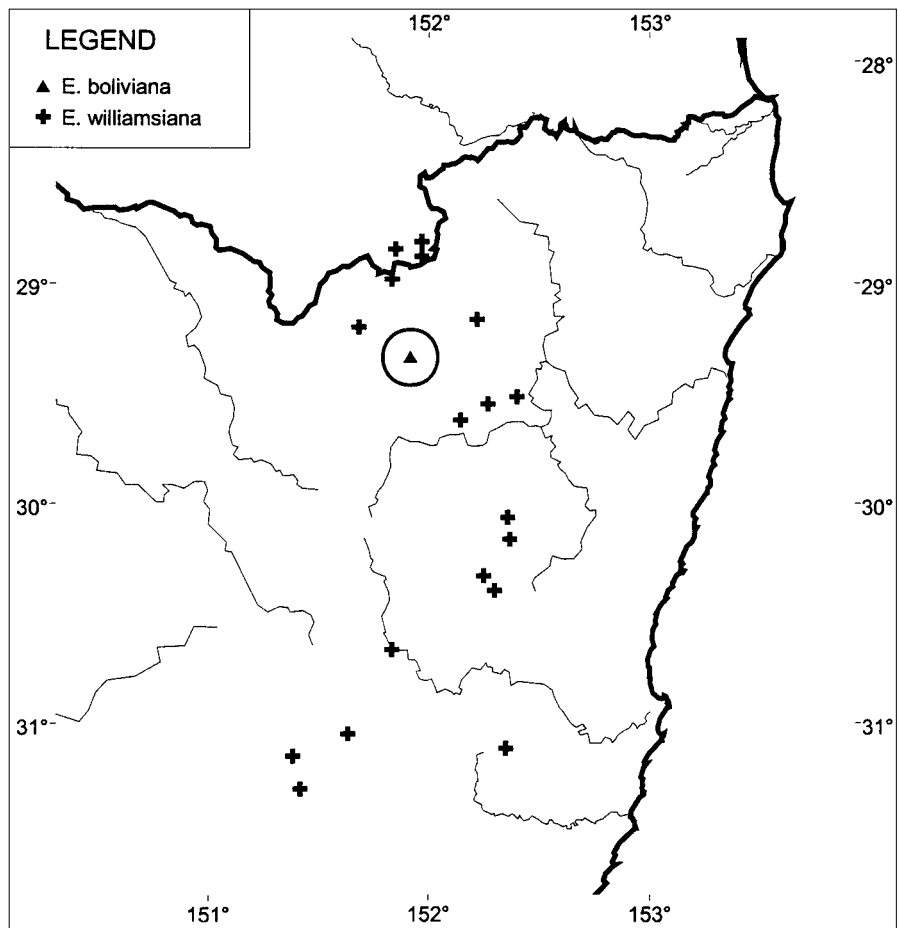 LEGEND
▲ E. boliviana
✚ E. williamsiana
152° 153°
28°
29° 29°
30° 30°
31° 31°
151° 152° 153°